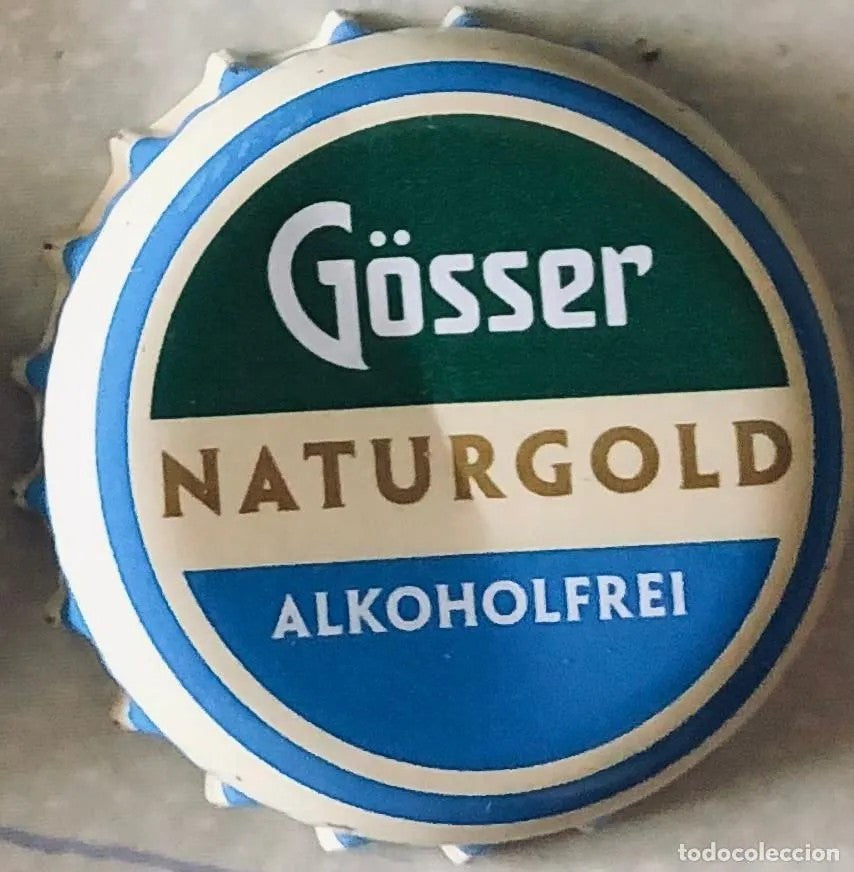 Gösser
NATURGOLD
ALKOHOLFREI
todocoleccion